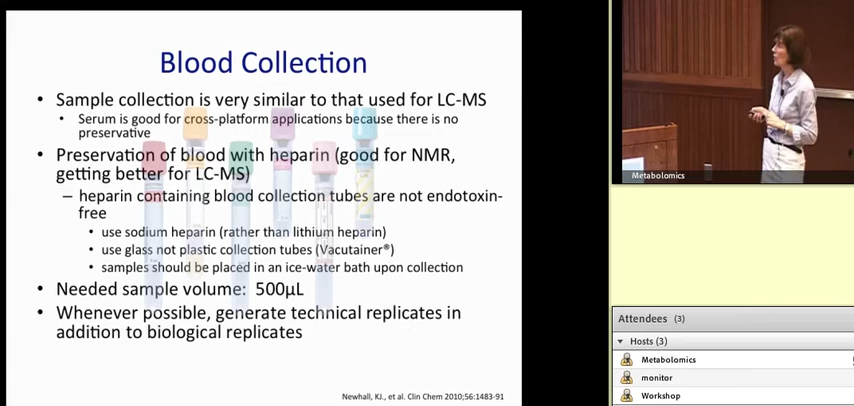 Blood Collection
• Sample collection is very similar to that used for LC-MS
• Serum is good for cross-platform applications because there is no
preservative
• Preservation of blood with heparin (good for NMR,
getting better for LC-MS)
– heparin containing blood collection tubes are not endotoxin-
free
• use sodium heparin (rather than lithium heparin)
• use glass not plastic collection tubes (Vacutainer®)
• samples should be placed in an ice-water bath upon collection
• Needed sample volume: 500µL
• Whenever possible, generate technical replicates in
addition to biological replicates
Newhall, KJ., et al. Clin Chem 2010;56:1483-91
Metabolomics
Attendees (3)
Hosts (3)
Metabolomics
monitor
Workshop